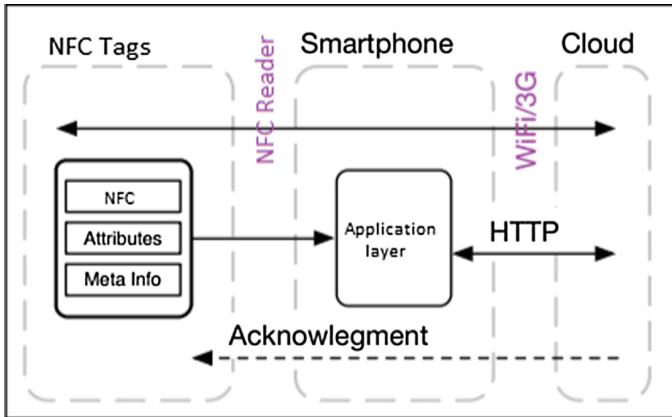 NFC Tags
Smartphone
Cloud
NFC Reader
WiFi/3G
NFC
Attributes
Meta Info
Application
layer
HTTP
Acknowlegment